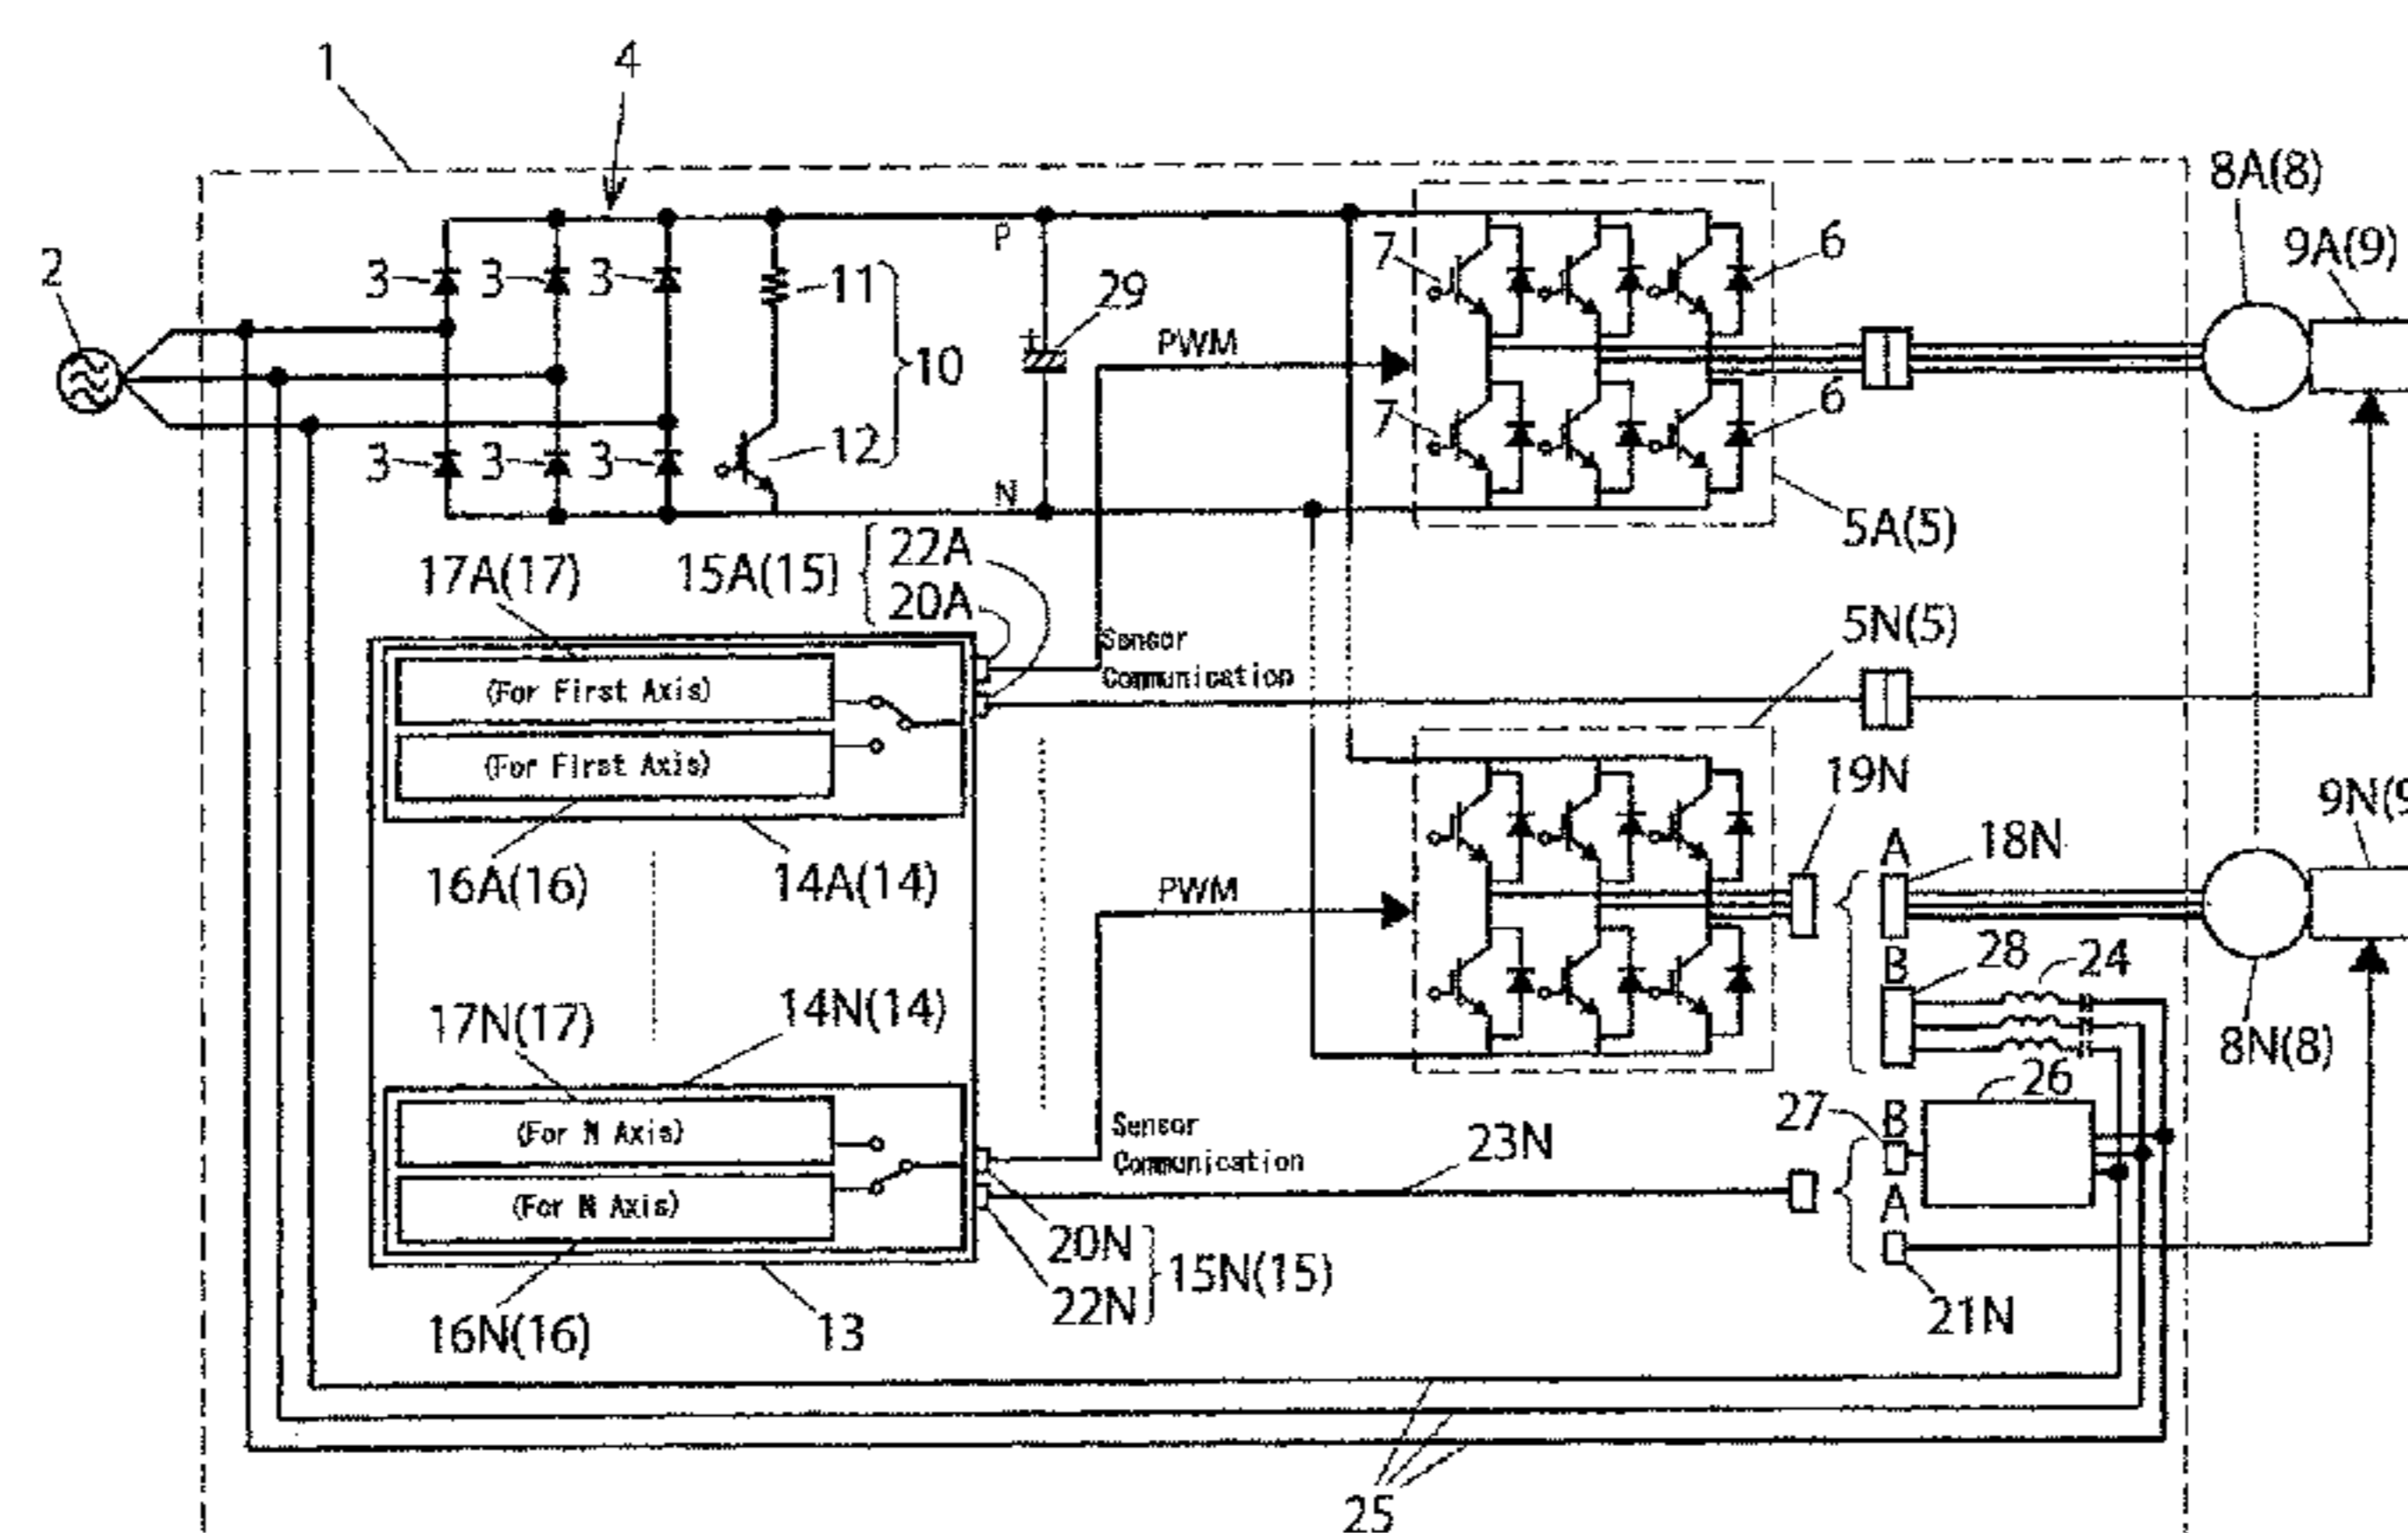 1
4
8A(8)
9A(9)
2
3
3
3
11
10
P
29
7
6
PWM
3
3
3
12
7
6
N
5A(5)
17A(17)
15A(15)
22A
20A
5N(5)
Sensor
Communication
(For First Axis)
(For First Axis)
19N
9N(9
A
18N
16A(16)
14A(14)
PWM
B
28
24
17N(17)
14N(14)
8N(8)
26
27
B
(For N Axis)
Sensor
Communication
23N
A
(For N Axis)
20N
22N
15N(15)
21N
16N(16)
13
25